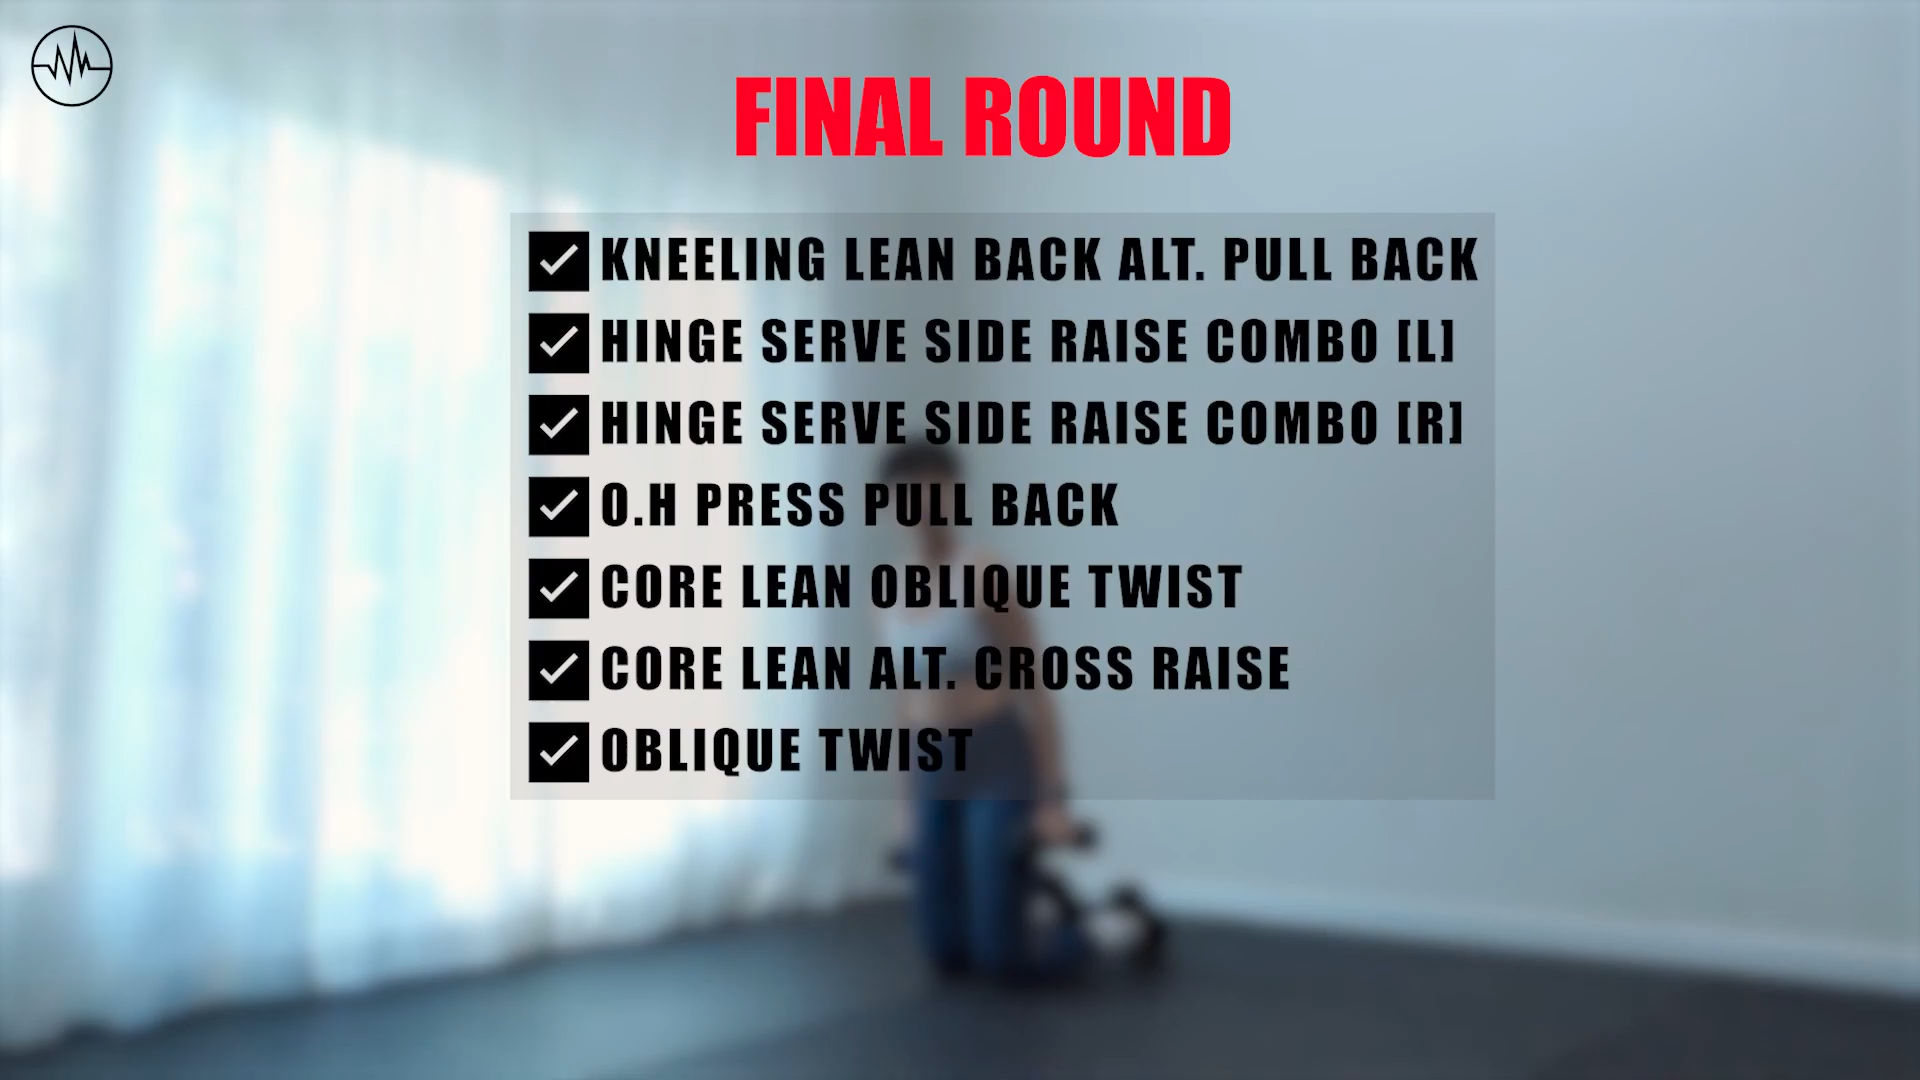 FINAL ROUND
KNEELING LEAN BACK ALT. PULL BACK
HINGE SERVE SIDE RAISE COMBO [L]
HINGE SERVE SIDE RAISE COMBO [R]
O.H PRESS PULL BACK
CORE LEAN OBLIQUE TWIST
CORE LEAN ALT. CROSS RAISE
OBLIQUE TWIST